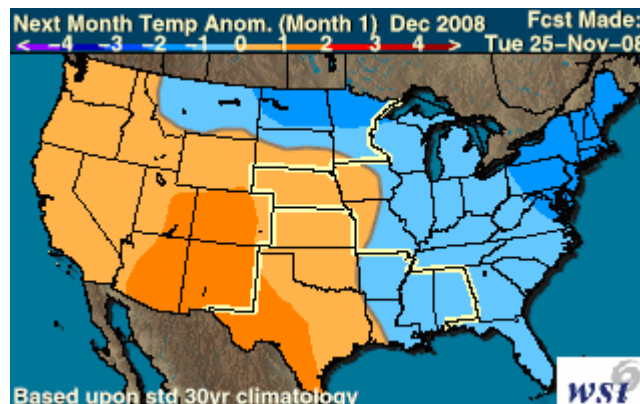 Next Month Temp Anom. (Month 1) Dec 2008 Fcst Made:
< -4 -3 -2 -1 0 1 2 3 4 > Tue 25-Nov-08
Based upon std 30yr climatology
WSI